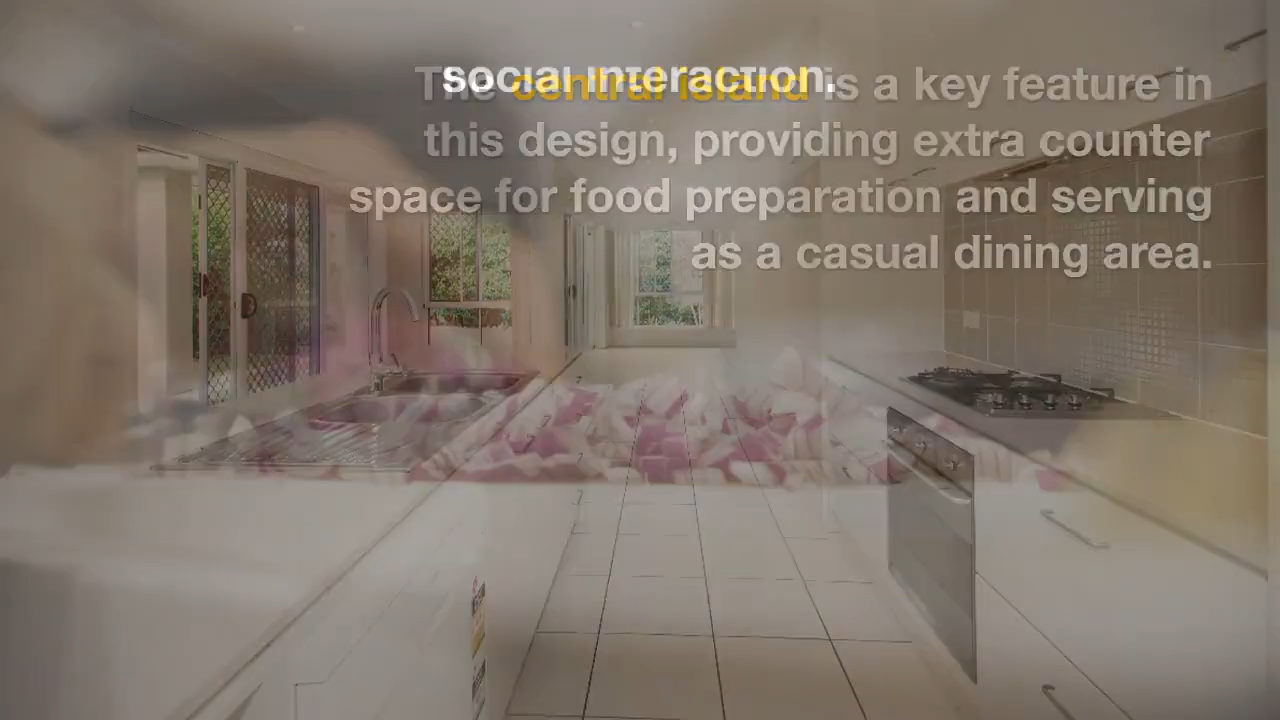 social interaction.
The central island is a key feature in
this design, providing extra counter
space for food preparation and serving
as a casual dining area.